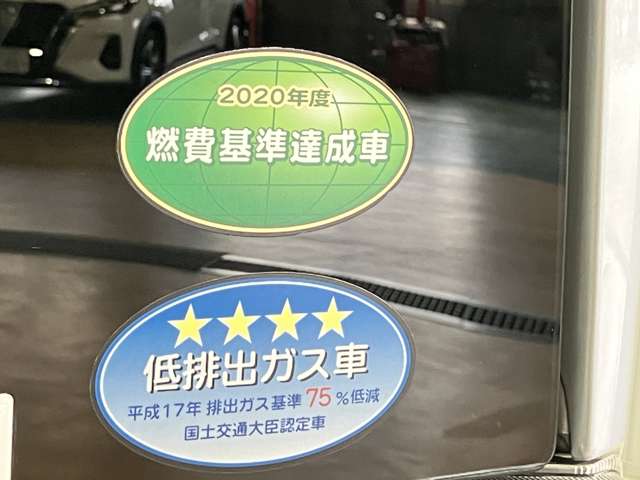 2020年度
燃費基準達成車
★★★★
低排出ガス車
平成17年 排出ガス基準 75 %低減
国土交通大臣認定車